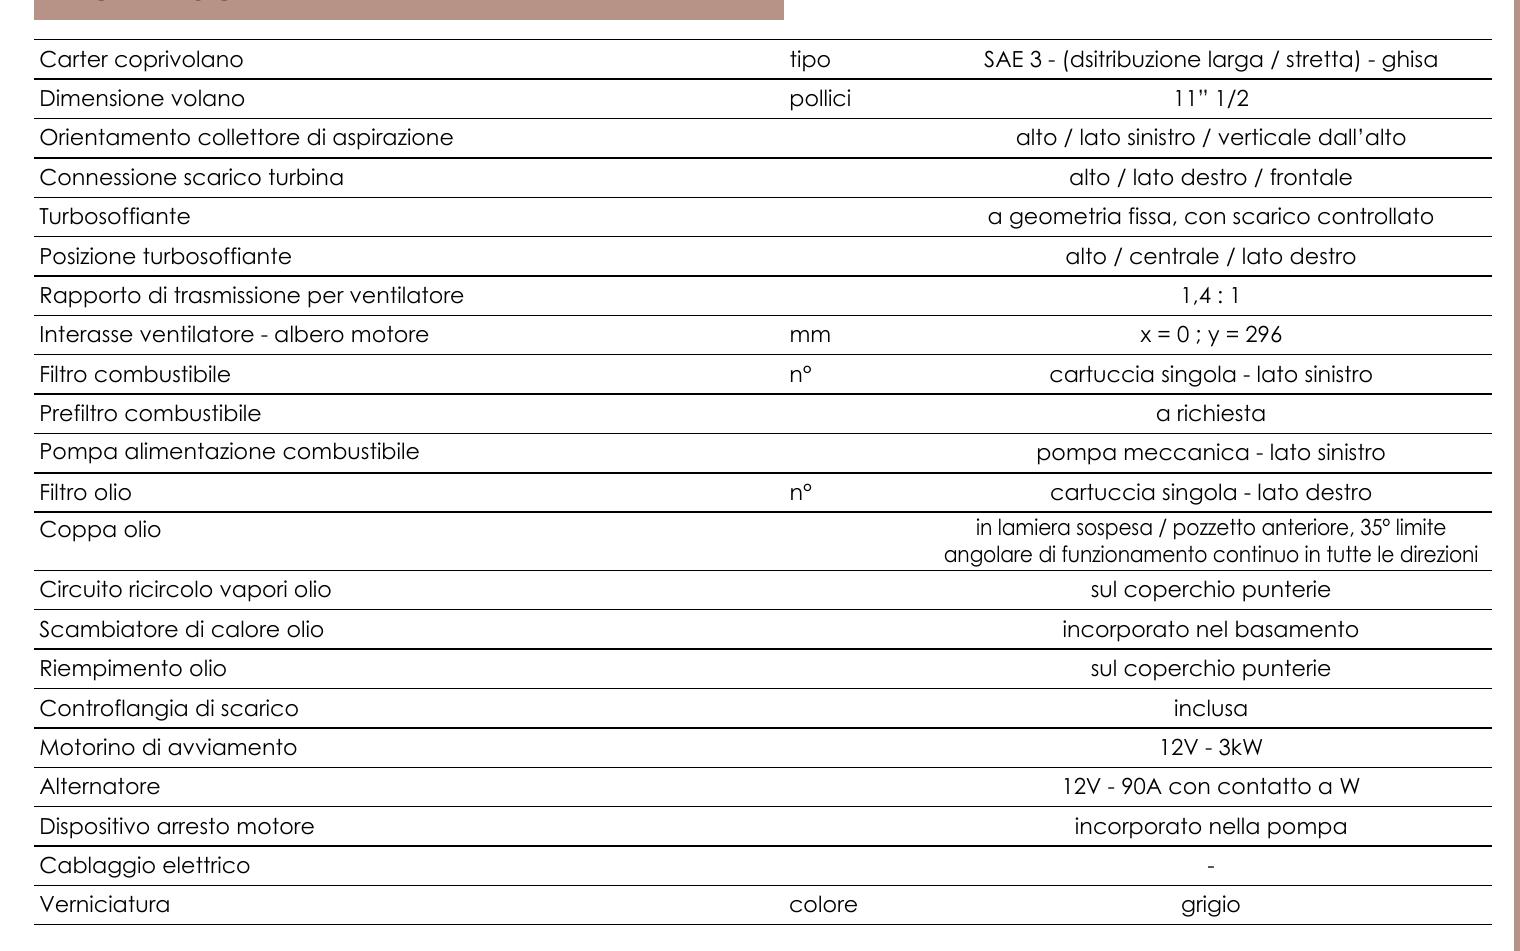 Carter coprivolano tipo SAE 3 - (dsitribuzione larga / stretta) - ghisa
Dimensione volano pollici 11” 1/2
Orientamento collettore di aspirazione alto / lato sinistro / verticale dall’alto
Connessione scarico turbina alto / lato destro / frontale
Turbosoffiante a geometria fissa, con scarico controllato
Posizione turbosoffiante alto / centrale / lato destro
Rapporto di trasmissione per ventilatore 1,4 : 1
Interasse ventilatore - albero motore mm x = 0 ; y = 296
Filtro combustibile n° cartuccia singola - lato sinistro
Prefiltro combustibile a richiesta
Pompa alimentazione combustibile pompa meccanica - lato sinistro
Filtro olio n° cartuccia singola - lato destro
Coppa olio in lamiera sospesa / pozzetto anteriore, 35° limite
angolare di funzionamento continuo in tutte le direzioni
Circuito ricircolo vapori olio sul coperchio punterie
Scambiatore di calore olio incorporato nel basamento
Riempimento olio sul coperchio punterie
Controflangia di scarico inclusa
Motorino di avviamento 12V - 3kW
Alternatore 12V - 90A con contatto a W
Dispositivo arresto motore incorporato nella pompa
Cablaggio elettrico -
Verniciatura colore grigio